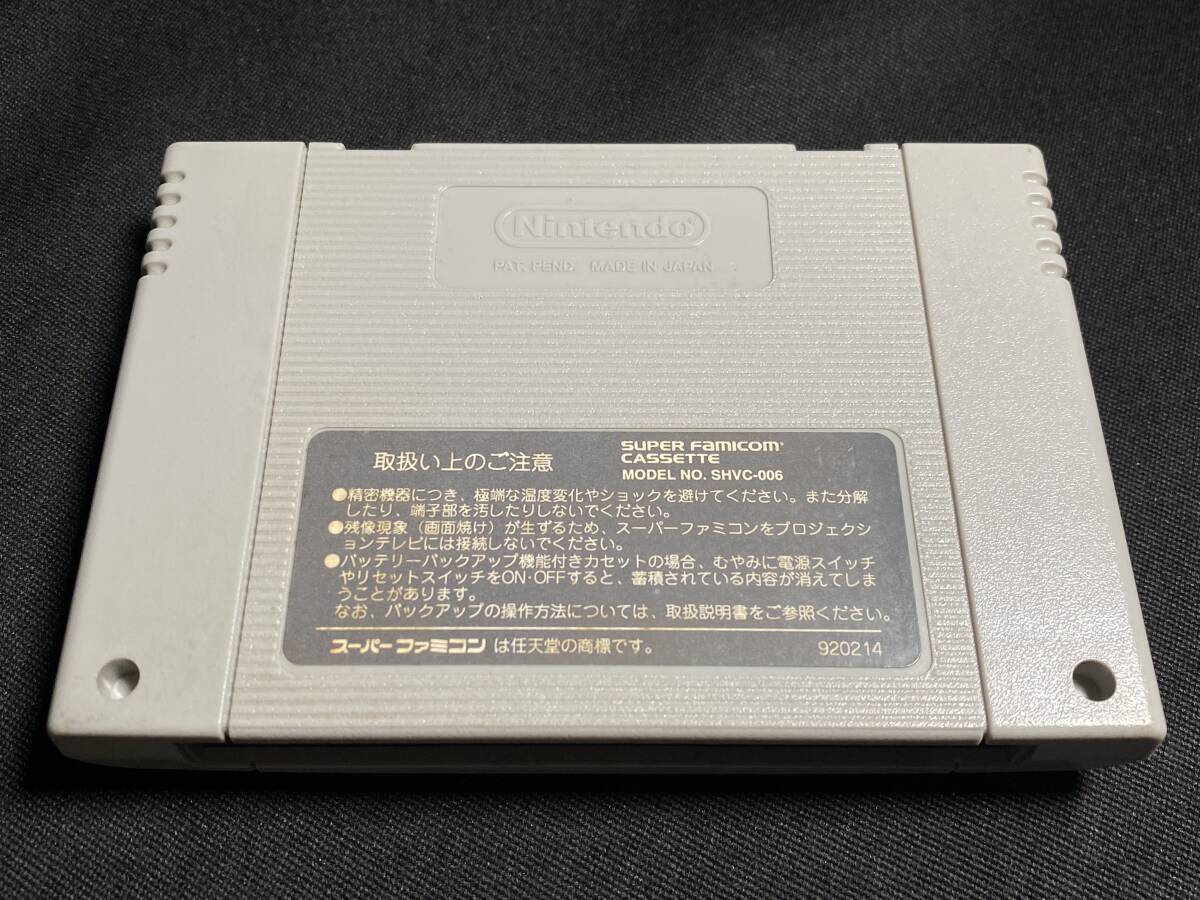 Nintendo®
PAT. PEND. MADE IN JAPAN
取扱い上のご注意
SUPER FAMICOM®
CASSETTE
MODEL NO. SHVC-006
●精密機器につき、極端な温度変化やショックを避けてください。また分解
したり、端子部を汚したりしないでください。
●残像現象（画面焼け）が生ずるため、スーパーファミコンをプロジェクシ
ョンテレビには接続しないでください。
●バッテリーバックアップ機能付きカセットの場合、むやみに電源スイッチ
やリセットスイッチをON・OFFすると、蓄積されている内容が消えてしま
うことがあります。
なお、バックアップの操作方法については、取扱説明書をご参照ください。
スーパーファミコン は任天堂の商標です。
920214